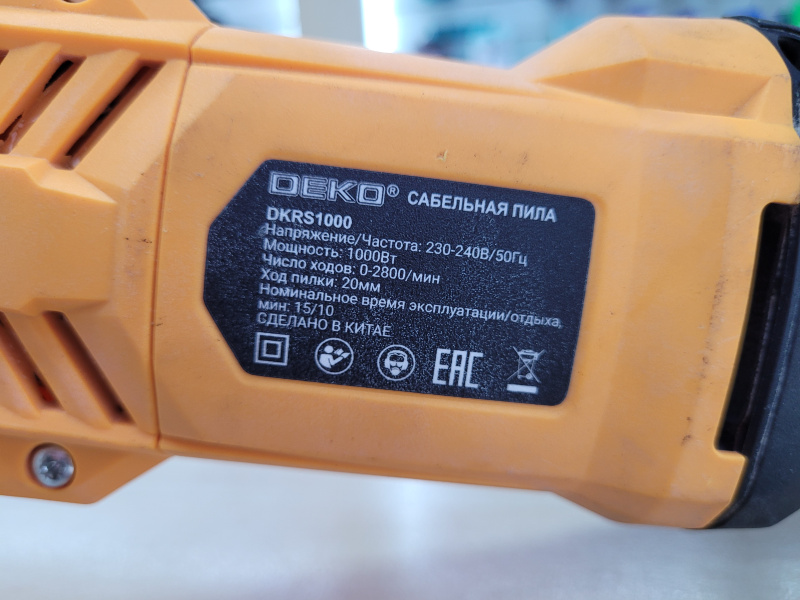 DEKO® САБЕЛЬНАЯ ПИЛА
DKRS1000
Напряжение/Частота: 230-240В/50Гц
Мощность: 1000Вт
Число ходов: 0-2800/мин
Ход пилки: 20мм
Номинальное время эксплуатации/отдыха,
мин: 15/10
СДЕЛАНО В КИТАЕ
EAC